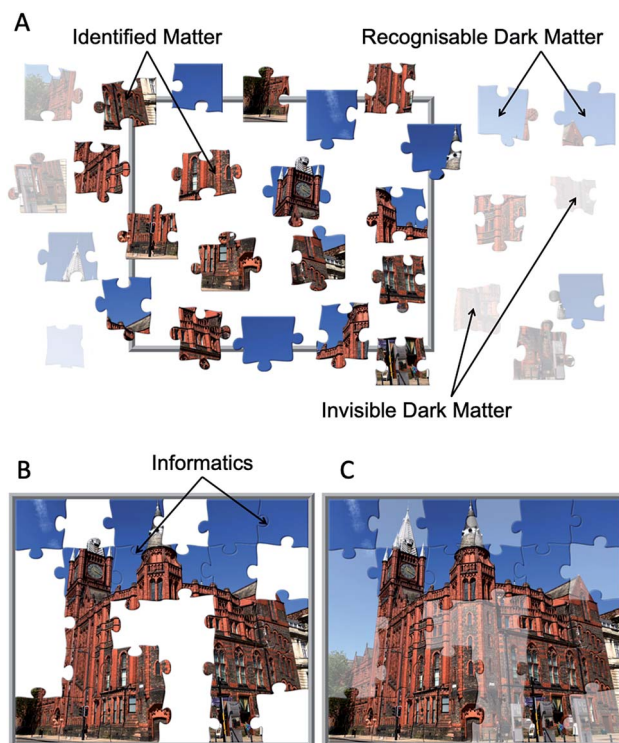 A
Identified Matter
Recognisable Dark Matter
Invisible Dark Matter
B
Informatics
C